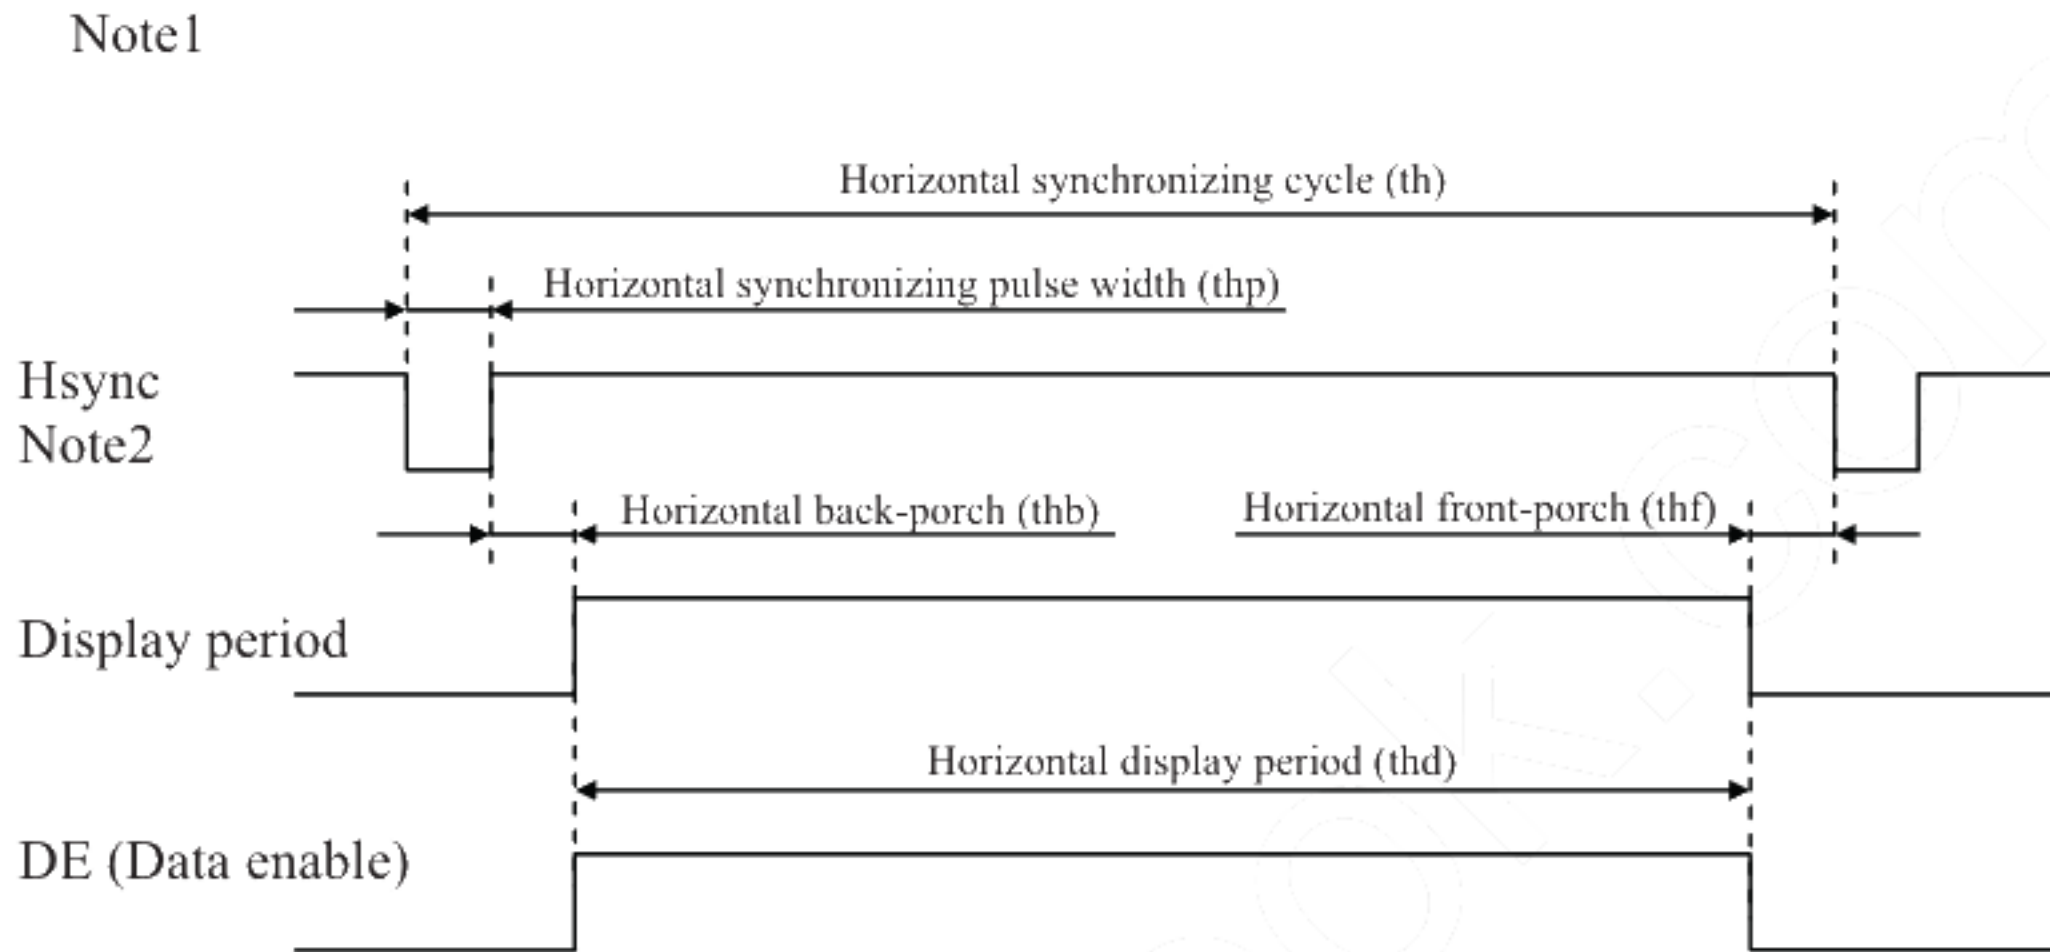 Note1
Horizontal synchronizing cycle (th)
Horizontal synchronizing pulse width (thp)
Hsync
Note2
Horizontal back-porch (thb)
Horizontal front-porch (thf)
Display period
Horizontal display period (thd)
DE (Data enable)